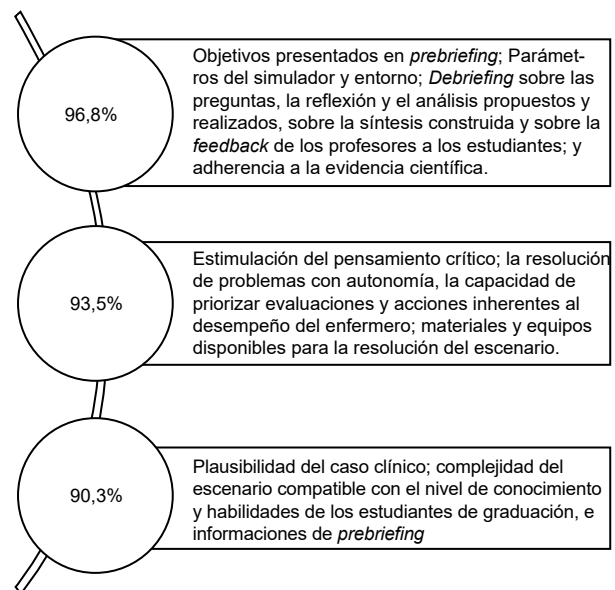 96,8%
Objetivos presentados en prebriefing; Parámet-
ros del simulador y entorno; Debriefing sobre las
preguntas, la reflexión y el análisis propuestos y
realizados, sobre la síntesis construida y sobre la
feedback de los profesores a los estudiantes; y
adherencia a la evidencia científica.
93,5%
Estimulación del pensamiento crítico; la resolución
de problemas con autonomía, la capacidad de
priorizar evaluaciones y acciones inherentes al
desempeño del enfermero; materiales y equipos
disponibles para la resolución del escenario.
90,3%
Plausibilidad del caso clínico; complejidad del
escenario compatible con el nivel de conocimiento
y habilidades de los estudiantes de graduación, e
informaciones de prebriefing